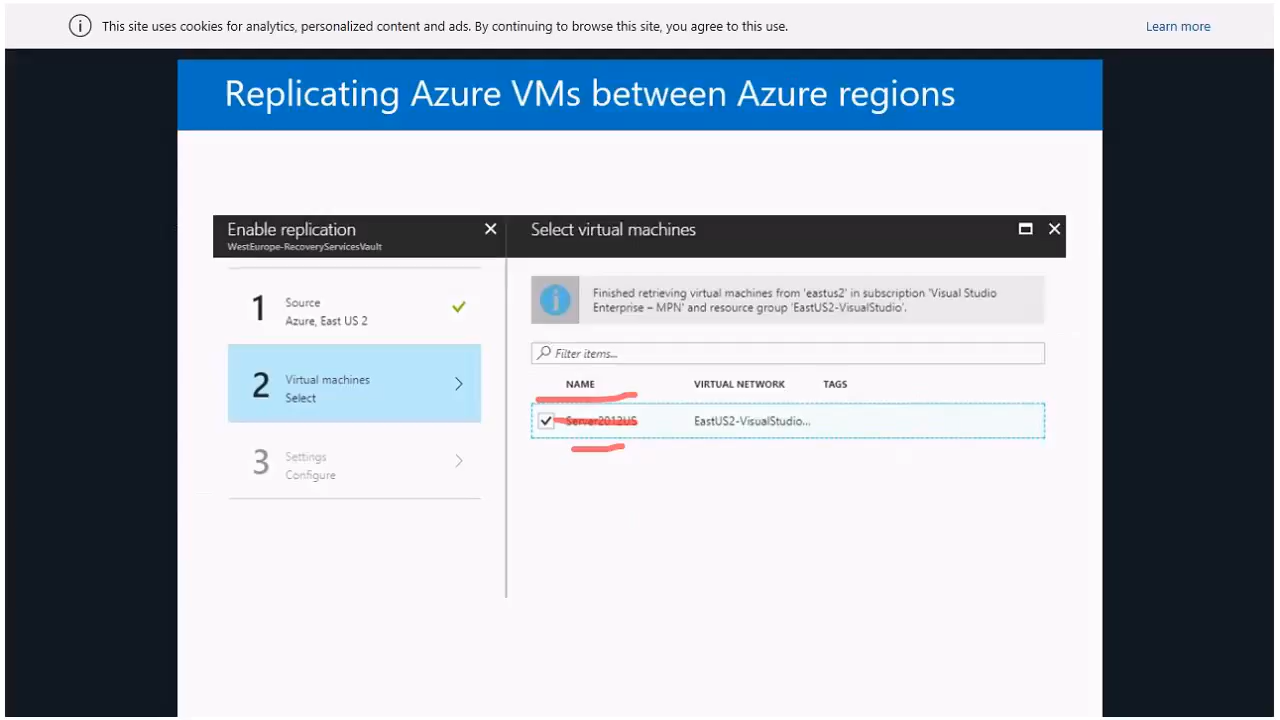 This site uses cookies for analytics, personalized content and ads. By continuing to browse this site, you agree to this use.
Learn more
Replicating Azure VMs between Azure regions
Enable replication
WestEurope-RecoveryServicesVault
1
Source
Azure, East US 2
2
Virtual machines
Select
3
Settings
Configure
Select virtual machines
Finished retrieving virtual machines from 'eastus2' in subscription 'Visual Studio
Enterprise – MPN' and resource group 'EastUS2-VisualStudio'.
Filter items...
NAME VIRTUAL NETWORK TAGS
Server2012US EastUS2-VisualStudio...